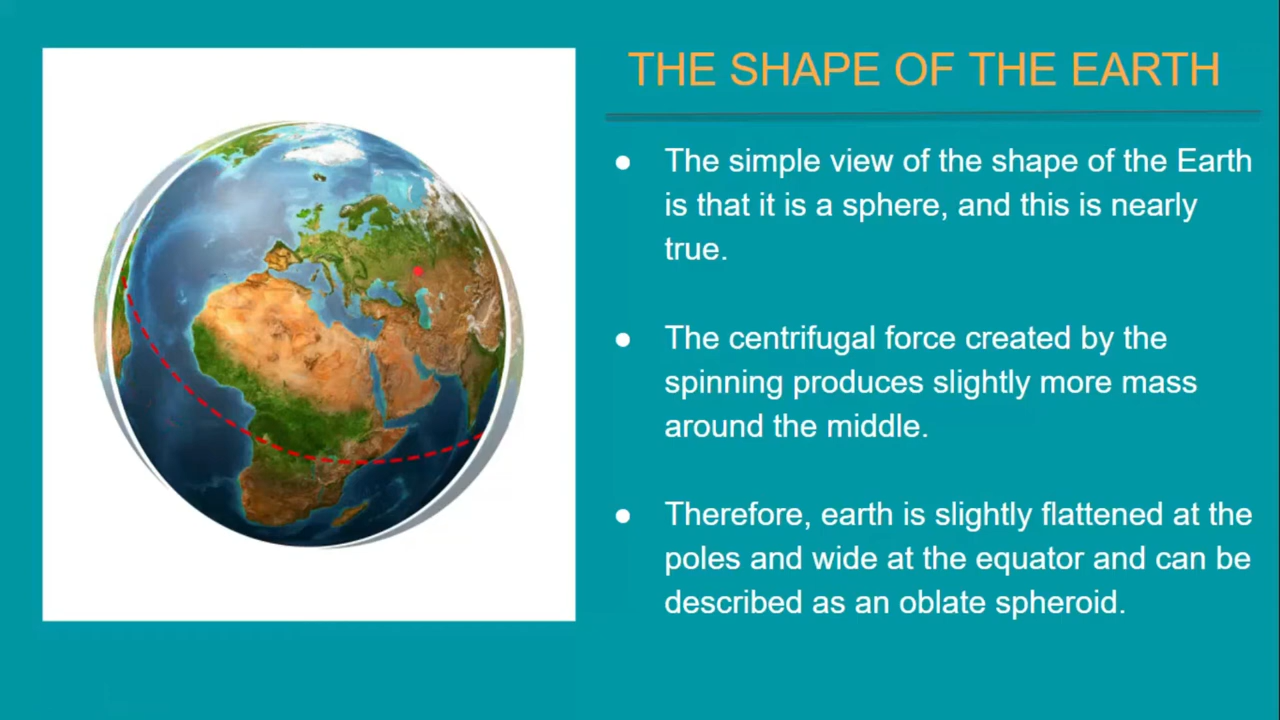 THE SHAPE OF THE EARTH
● The simple view of the shape of the Earth
is that it is a sphere, and this is nearly
true.
● The centrifugal force created by the
spinning produces slightly more mass
around the middle.
● Therefore, earth is slightly flattened at the
poles and wide at the equator and can be
described as an oblate spheroid.